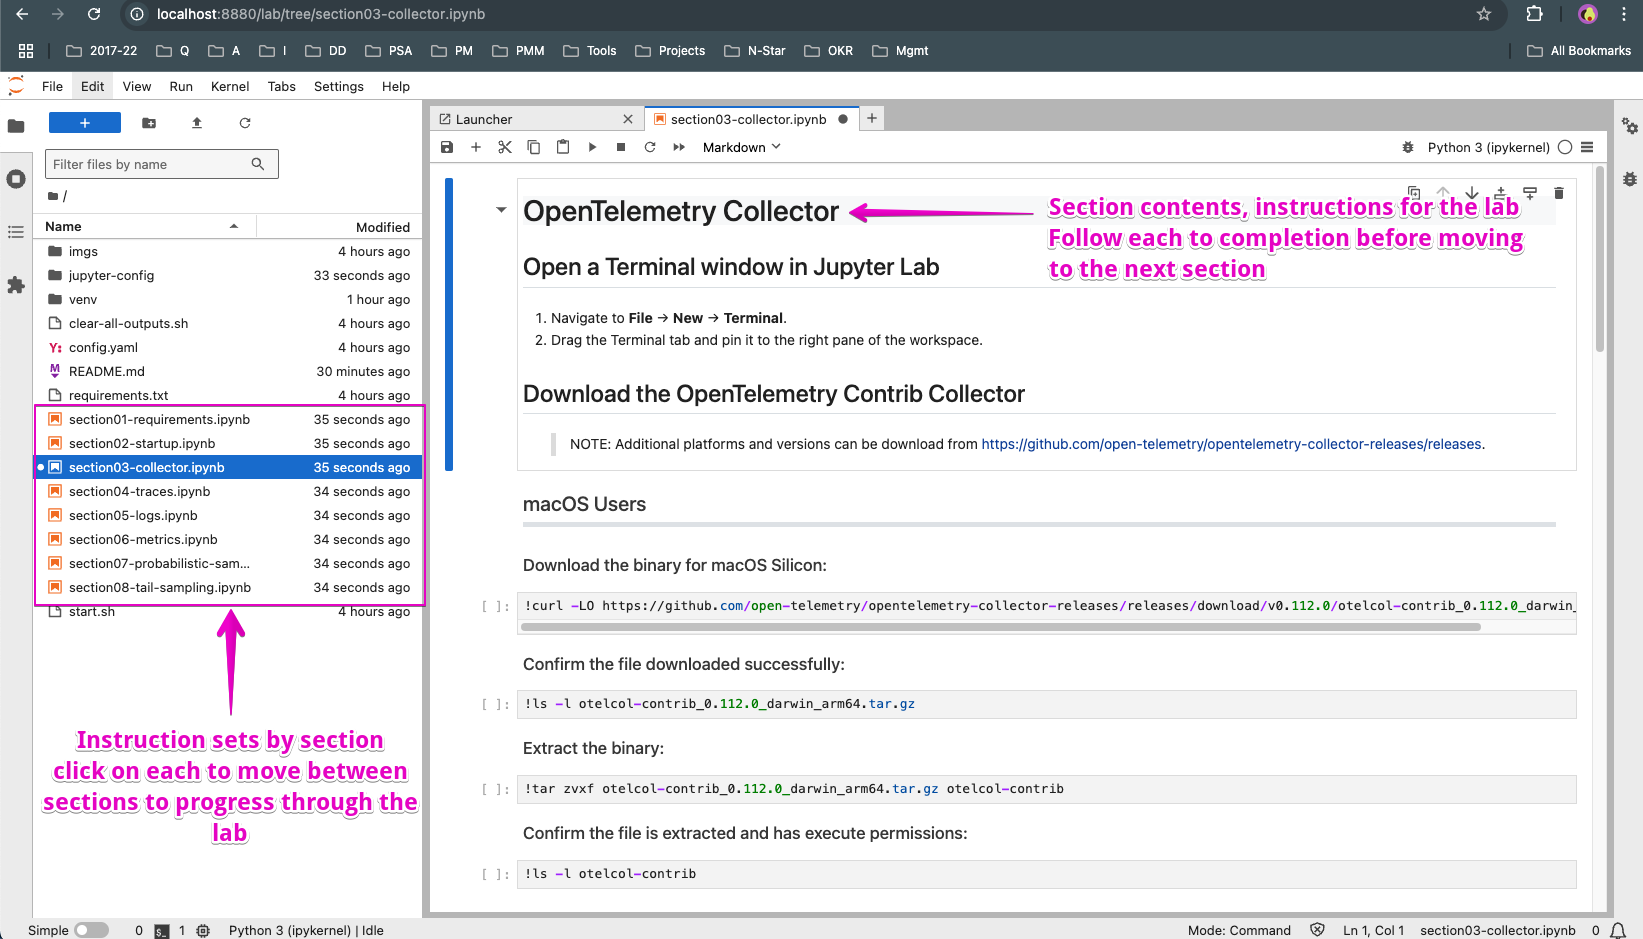 localhost:8880/lab/tree/section03-collector.ipynb
2017-22 Q A I DD PSA PM PMM Tools Projects N-Star OKR Mgmt All Bookmarks
File Edit View Run Kernel Tabs Settings Help
+
Filter files by name
/
Name Modified
imgs 4 hours ago
jupyter-config 33 seconds ago
venv 1 hour ago
clear-all-outputs.sh 4 hours ago
Y: config.yaml 4 hours ago
M README.md 30 minutes ago
requirements.txt 4 hours ago
section01-requirements.ipynb 35 seconds ago
section02-startup.ipynb 35 seconds ago
section03-collector.ipynb 35 seconds ago
section04-traces.ipynb 34 seconds ago
section05-logs.ipynb 34 seconds ago
section06-metrics.ipynb 34 seconds ago
section07-probabilistic-sam... 34 seconds ago
section08-tail-sampling.ipynb 34 seconds ago
start.sh 4 hours ago
Instruction sets by section
click on each to move between
sections to progress through the
lab
Launcher
section03-collector.ipynb
Markdown
Python 3 (ipykernel)
OpenTelemetry Collector
Section contents, instructions for the lab
Follow each to completion before moving
to the next section
Open a Terminal window in Jupyter Lab
1. Navigate to File → New → Terminal.
2. Drag the Terminal tab and pin it to the right pane of the workspace.
Download the OpenTelemetry Contrib Collector
NOTE: Additional platforms and versions can be download from https://github.com/open-telemetry/opentelemetry-collector-releases/releases.
macOS Users
Download the binary for macOS Silicon:
[ ]: !curl -LO https://github.com/open-telemetry/opentelemetry-collector-releases/releases/download/v0.112.0/otelcol-contrib_0.112.0_darwin_
Confirm the file downloaded successfully:
[ ]: !ls -l otelcol-contrib_0.112.0_darwin_arm64.tar.gz
Extract the binary:
[ ]: !tar zvxf otelcol-contrib_0.112.0_darwin_arm64.tar.gz otelcol-contrib
Confirm the file is extracted and has execute permissions:
[ ]: !ls -l otelcol-contrib
Simple 0 $_ 1 Python 3 (ipykernel) | Idle
Mode: Command Ln 1, Col 1 section03-collector.ipynb 0